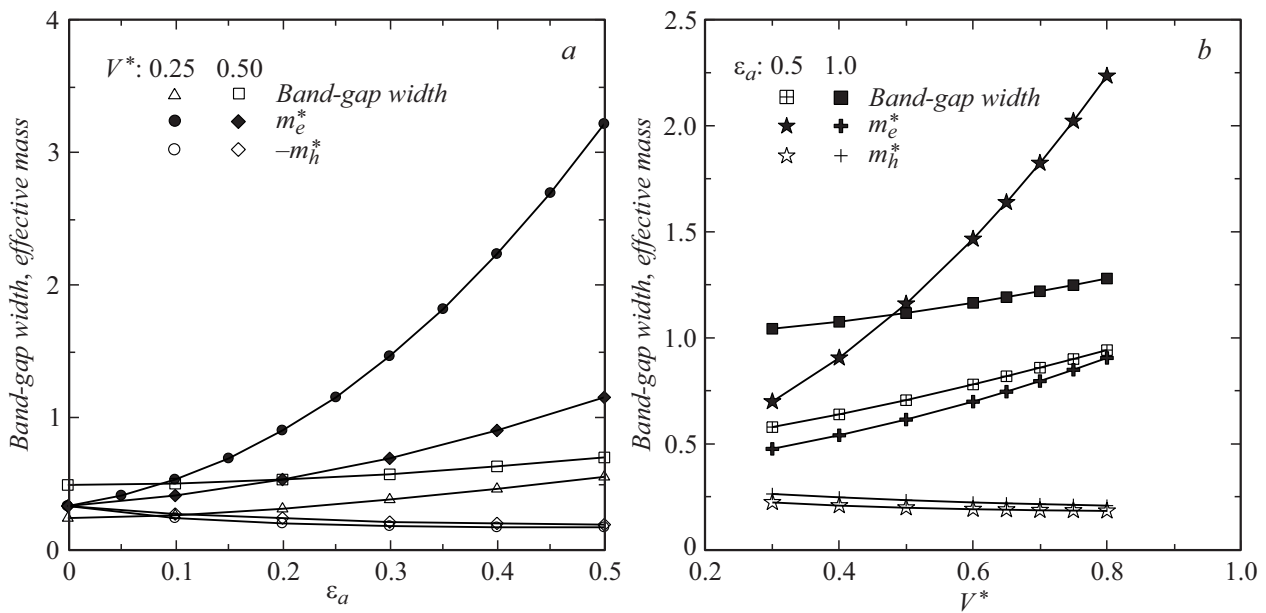 Band-gap width, effective mass
4
3
2
1
0
a
V*: 0.25 0.50
Band-gap width
m*e
–m*h
0 0.1 0.2 0.3 0.4 0.5
εa
Band-gap width, effective mass
2.5
2.0
1.5
1.0
0.5
0
b
εa: 0.5 1.0
Band-gap width
m*e
m*h
0.2 0.4 0.6 0.8 1.0
V*